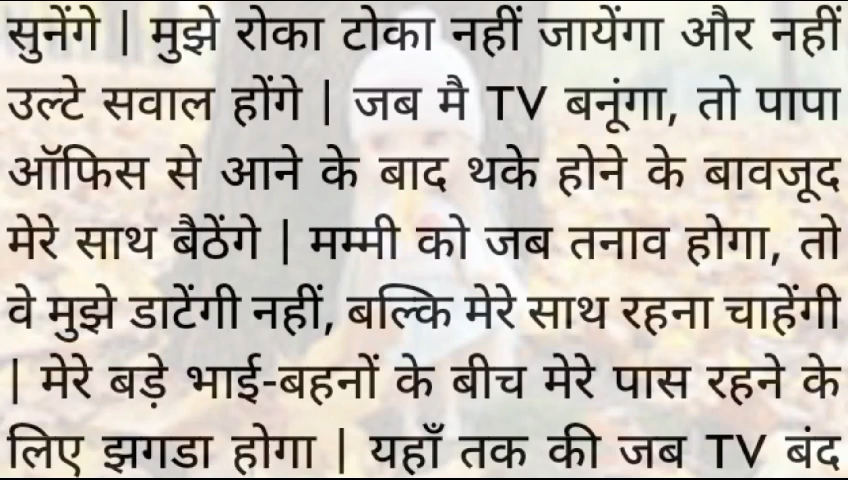 सुनेंगे | मुझे रोका टोका नहीं जायेंगा और नहीं
उल्टे सवाल होंगे | जब मै TV बनूंगा, तो पापा
ऑफिस से आने के बाद थके होने के बावजूद
मेरे साथ बैठेंगे | मम्मी को जब तनाव होगा, तो
वे मुझे डाटेंगी नहीं, बल्कि मेरे साथ रहना चाहेंगी
| मेरे बड़े भाई-बहनों के बीच मेरे पास रहने के
लिए झगडा होगा | यहाँ तक की जब TV बंद